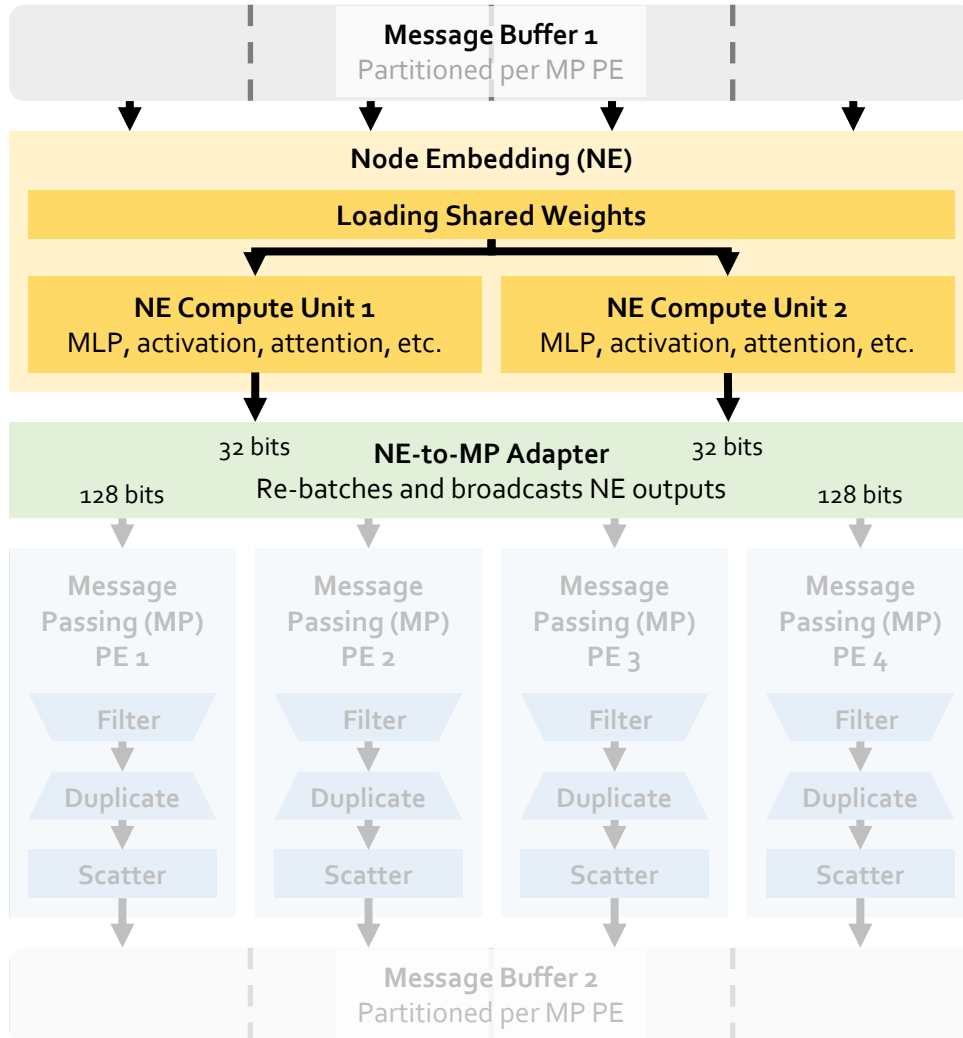 Message Buffer 1
Partitioned per MP PE
Node Embedding (NE)
Loading Shared Weights
NE Compute Unit 1
MLP, activation, attention, etc.
NE Compute Unit 2
MLP, activation, attention, etc.
32 bits
32 bits
NE-to-MP Adapter
Re-batches and broadcasts NE outputs
128 bits
128 bits
Message
Passing (MP)
PE 1
Filter
Duplicate
Scatter
Message
Passing (MP)
PE 2
Filter
Duplicate
Scatter
Message
Passing (MP)
PE 3
Filter
Duplicate
Scatter
Message
Passing (MP)
PE 4
Filter
Duplicate
Scatter
Message Buffer 2
Partitioned per MP PE